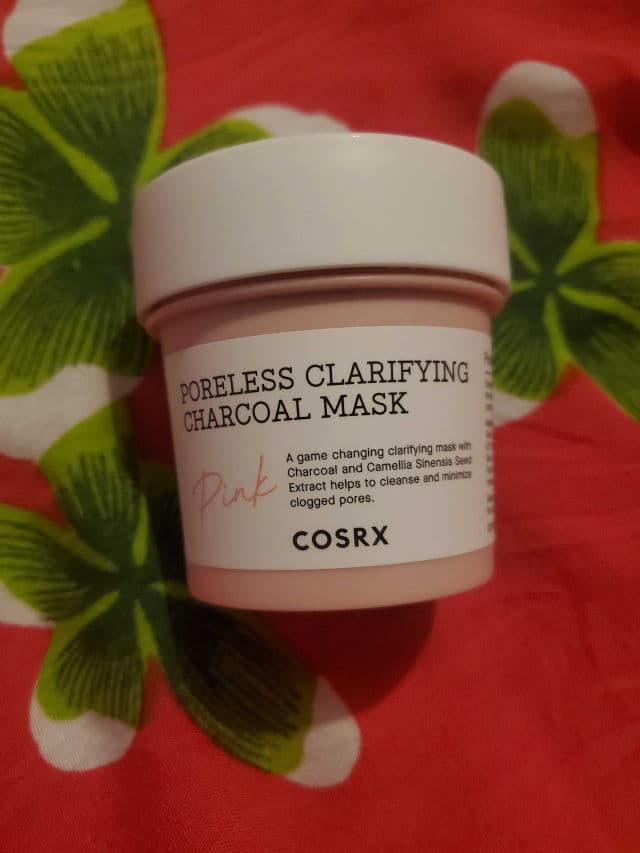 PORELESS CLARIFYING
CHARCOAL MASK
Pink
A game changing clarifying mask with
Charcoal and Camellia Sinensis Seed
Extract helps to cleanse and minimize
clogged pores.
COSRX